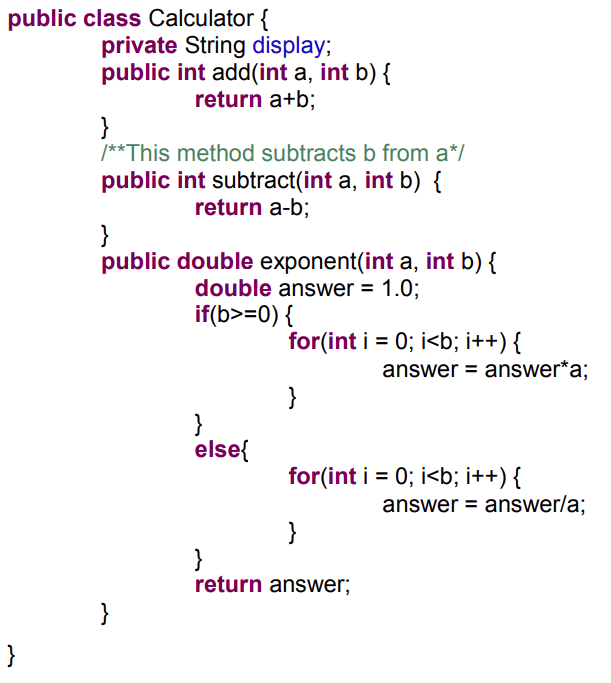 public class Calculator {
private String display;
public int add(int a, int b) {
return a+b;
}
/**This method subtracts b from a*/
public int subtract(int a, int b) {
return a-b;
}
public double exponent(int a, int b) {
double answer = 1.0;
if(b>=0) {
for(int i = 0; i<b; i++) {
answer = answer*a;
}
}
else{
for(int i = 0; i<b; i++) {
answer = answer/a;
}
}
return answer;
}
}